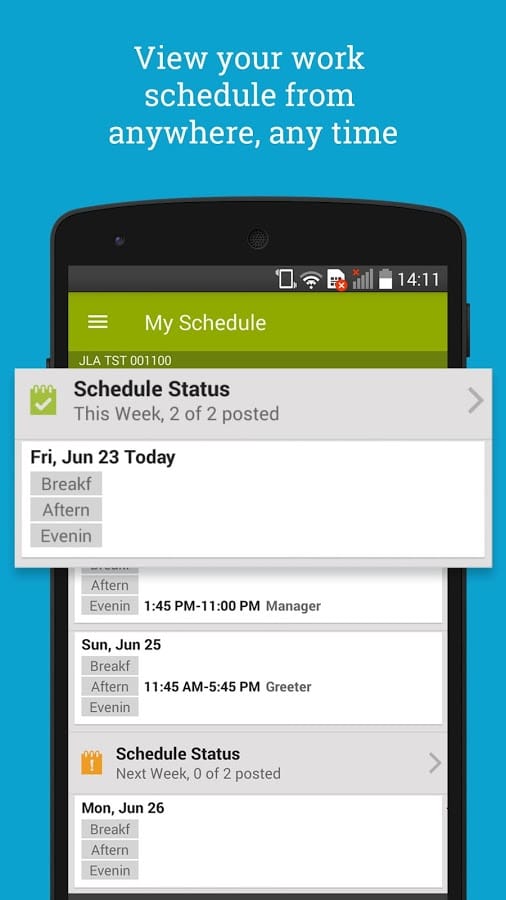 View your work
schedule from
anywhere, any time
14:11
My Schedule
JLA TST 001100
Schedule Status
This Week, 2 of 2 posted
Fri, Jun 23 Today
Breakf
Aftern
Evenin
Breakf
Aftern
Evenin 1:45 PM-11:00 PM Manager
Sun, Jun 25
Breakf
Aftern 11:45 AM-5:45 PM Greeter
Evenin
Schedule Status
Next Week, 0 of 2 posted
Mon, Jun 26
Breakf
Aftern
Evenin